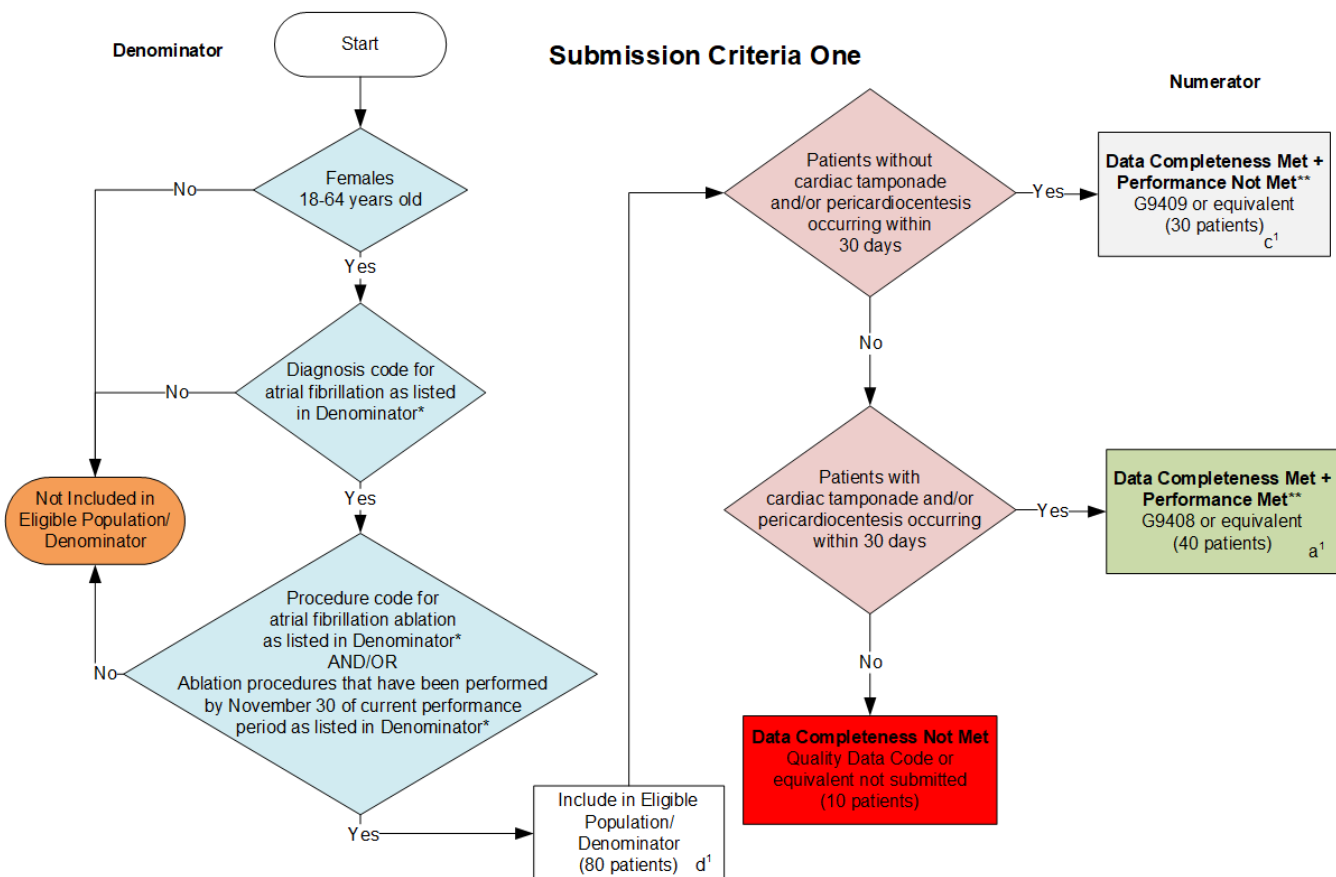 Denominator
Start
Submission Criteria One
Numerator
Females
18-64 years old
No
Yes
Diagnosis code for
atrial fibrillation as listed
in Denominator*
No
Yes
Not Included in
Eligible Population/
Denominator
Procedure code for
atrial fibrillation ablation
as listed in Denominator*
AND/OR
Ablation procedures that have been performed
by November 30 of current performance
period as listed in Denominator*
No
Yes
Include in Eligible
Population/
Denominator
(80 patients) d¹
Patients without
cardiac tamponade
and/or pericardiocentesis
occurring within
30 days
Yes
Data Completeness Met +
Performance Not Met**
G9409 or equivalent
(30 patients)
c¹
No
Patients with
cardiac tamponade and/or
pericardiocentesis occurring
within 30 days
Yes
Data Completeness Met +
Performance Met**
G9408 or equivalent
(40 patients)
a¹
No
Data Completeness Not Met
Quality Data Code or
equivalent not submitted
(10 patients)